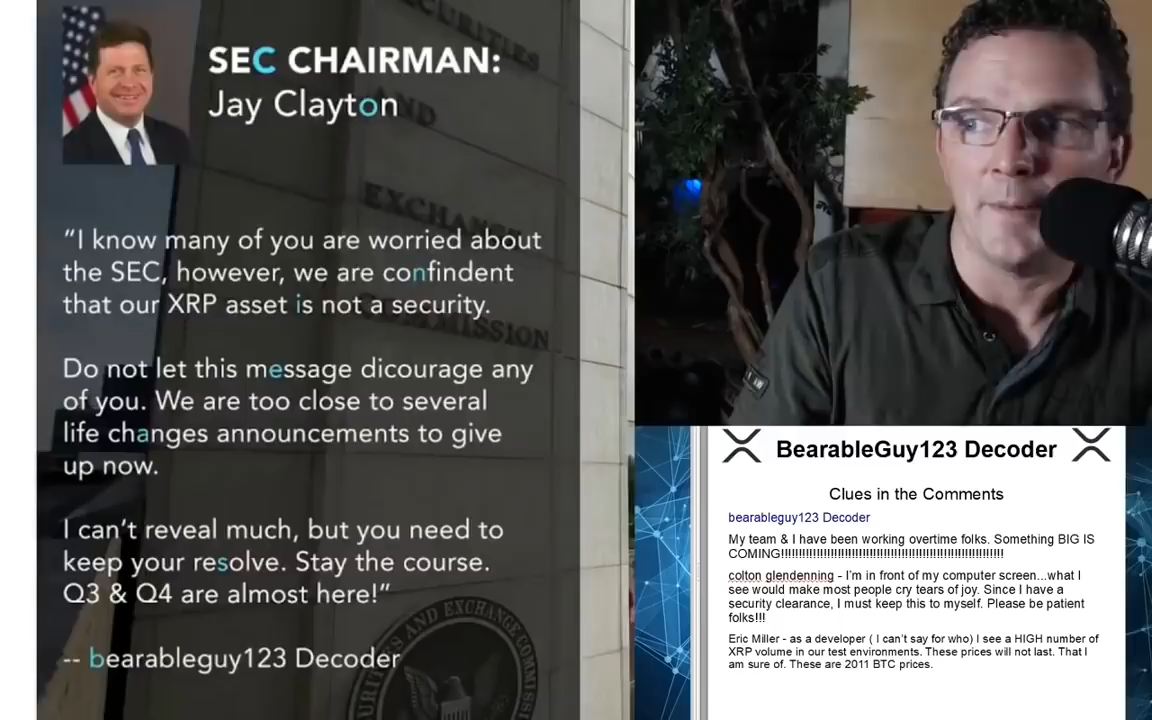 SECURITIES
AND
EXCHANGE
COMMISSION
SEC CHAIRMAN:
Jay Clayton
“I know many of you are worried about
the SEC, however, we are confindent
that our XRP asset is not a security.
Do not let this message dicourage any
of you. We are too close to several
life changes announcements to give
up now.
I can’t reveal much, but you need to
keep your resolve. Stay the course.
Q3 & Q4 are almost here!”
-- bearableguy123 Decoder
BearableGuy123 Decoder
Clues in the Comments
bearableguy123 Decoder
My team & I have been working overtime folks. Something BIG IS
COMING!!!!!!!!!!!!!!!!!!!!!!!!!!!!!!!!!!!!!!!!!!!!!!!!!!!!!!!!!!!!!!
colton glendenning - I’m in front of my computer screen...what I
see would make most people cry tears of joy. Since I have a
security clearance, I must keep this to myself. Please be patient
folks!!!
Eric Miller - as a developer ( I can’t say for who) I see a HIGH number of
XRP volume in our test environments. These prices will not last. That I
am sure of. These are 2011 BTC prices.